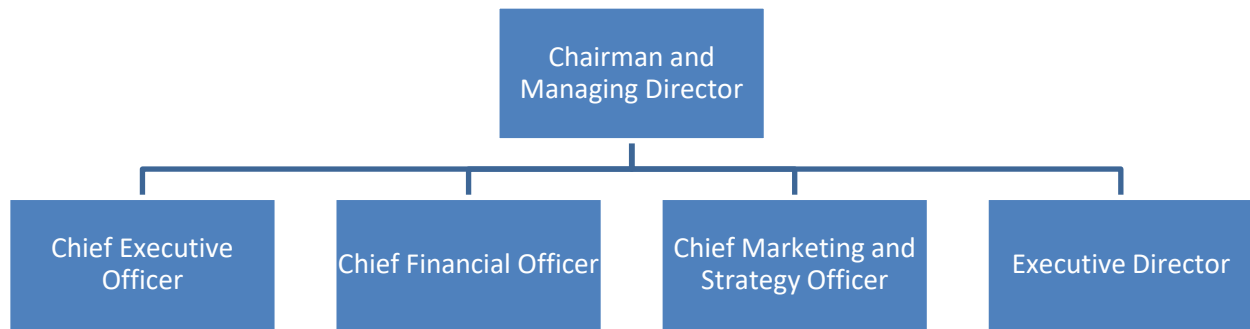 Chairman and
Managing Director
Chief Executive
Officer
Chief Financial Officer
Chief Marketing and
Strategy Officer
Executive Director